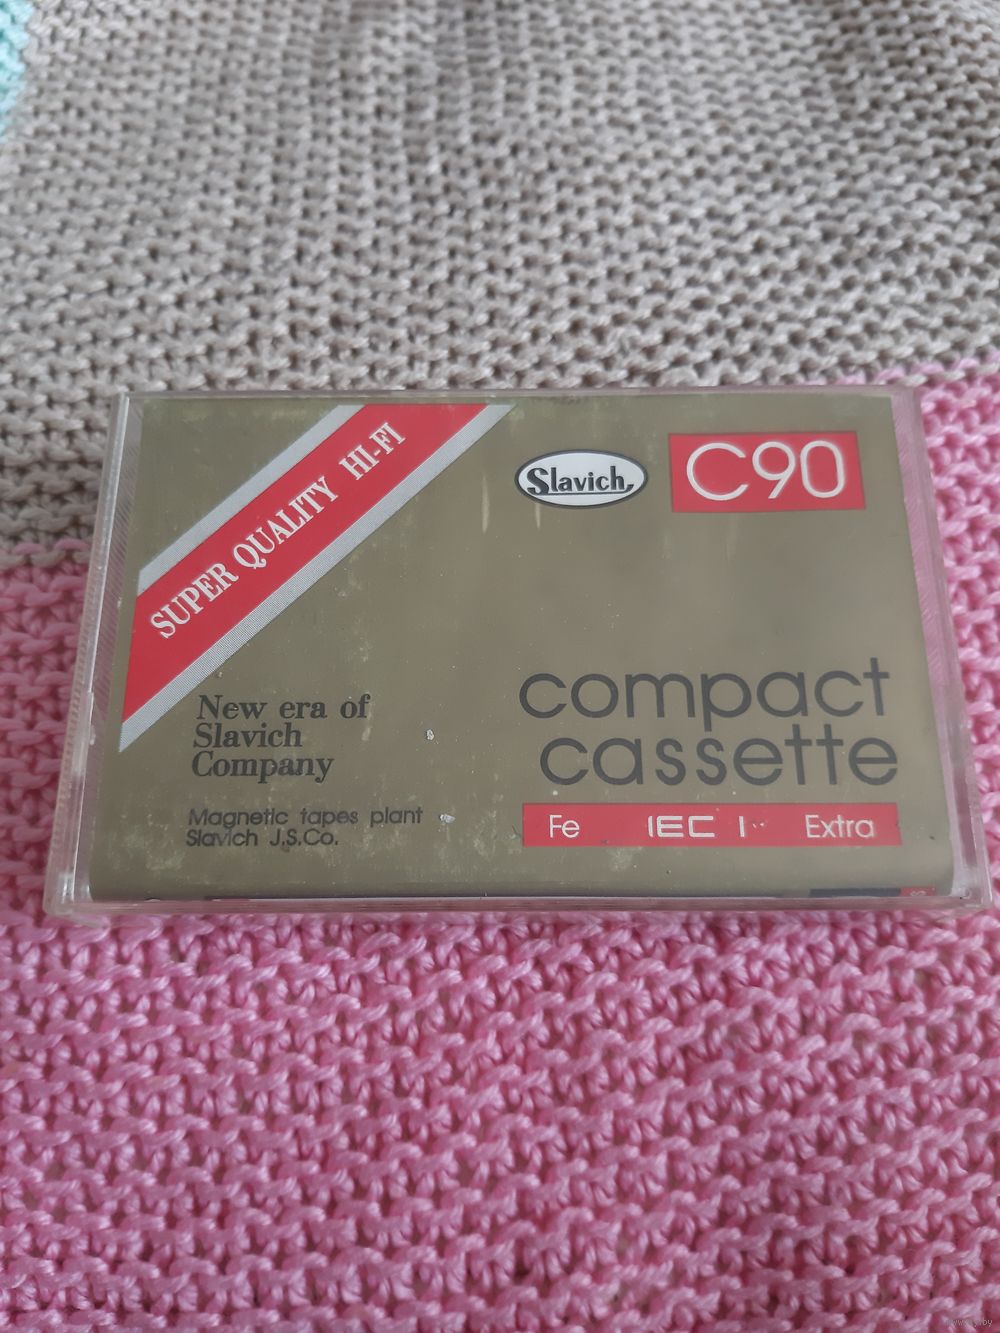 SUPER QUALITY HI-FI
Slavich
C90
New era of
Slavich
Company
compact
cassette
Magnetic tapes plant
Slavich J.S.Co.
Fe IEC I Extra